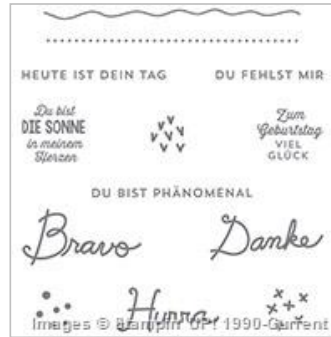 HEUTE IST DEIN TAG
DU FEHLST MIR
Du bist
DIE SONNE
in meinem
Herzen
Zum
Geburtstag
VIEL
GLÜCK
DU BIST PHÄNOMENAL
Bravo
Danke
Hurra
Images © Stampin' UP! 1990-Current